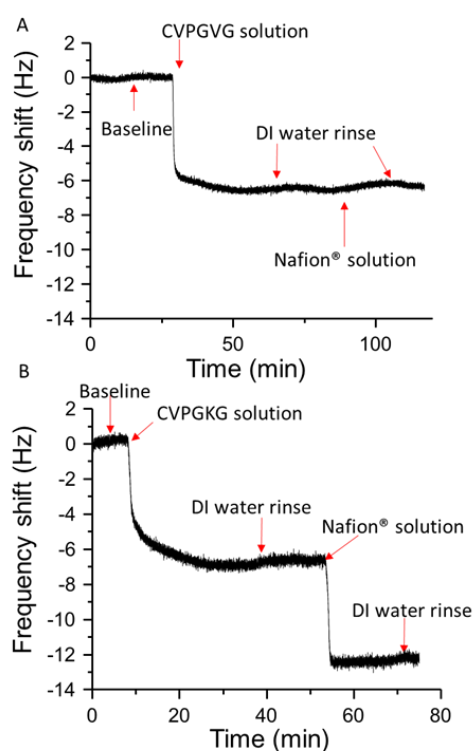 A
CVPGVG solution
2
0
-2
-4
-6
-8
-10
-12
-14
Frequency shift (Hz)
Baseline
DI water rinse
Nafion® solution
0
50
100
Time (min)
B
Baseline
CVPGKG solution
2
0
-2
-4
-6
-8
-10
-12
-14
Frequency shift (Hz)
DI water rinse
Nafion® solution
DI water rinse
0
20
40
60
80
Time (min)